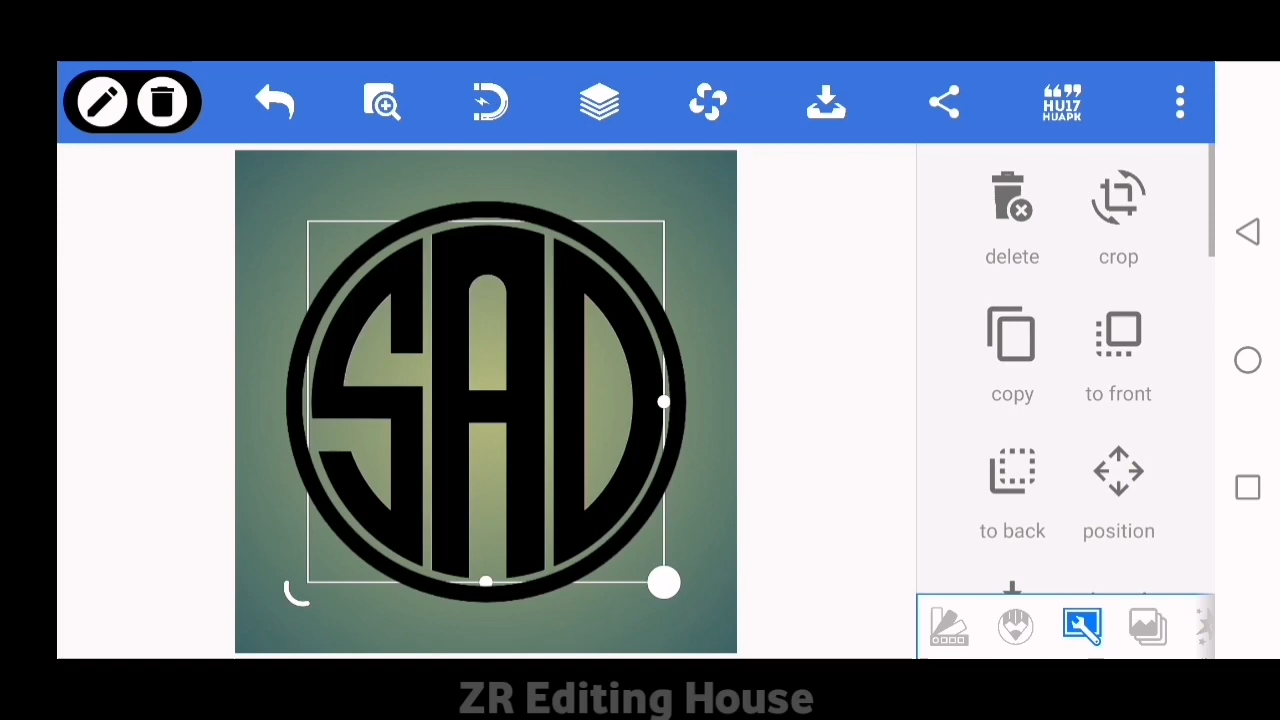 HU17
HUAPK
SAD
delete
crop
copy
to front
to back
position
ZR Editing House